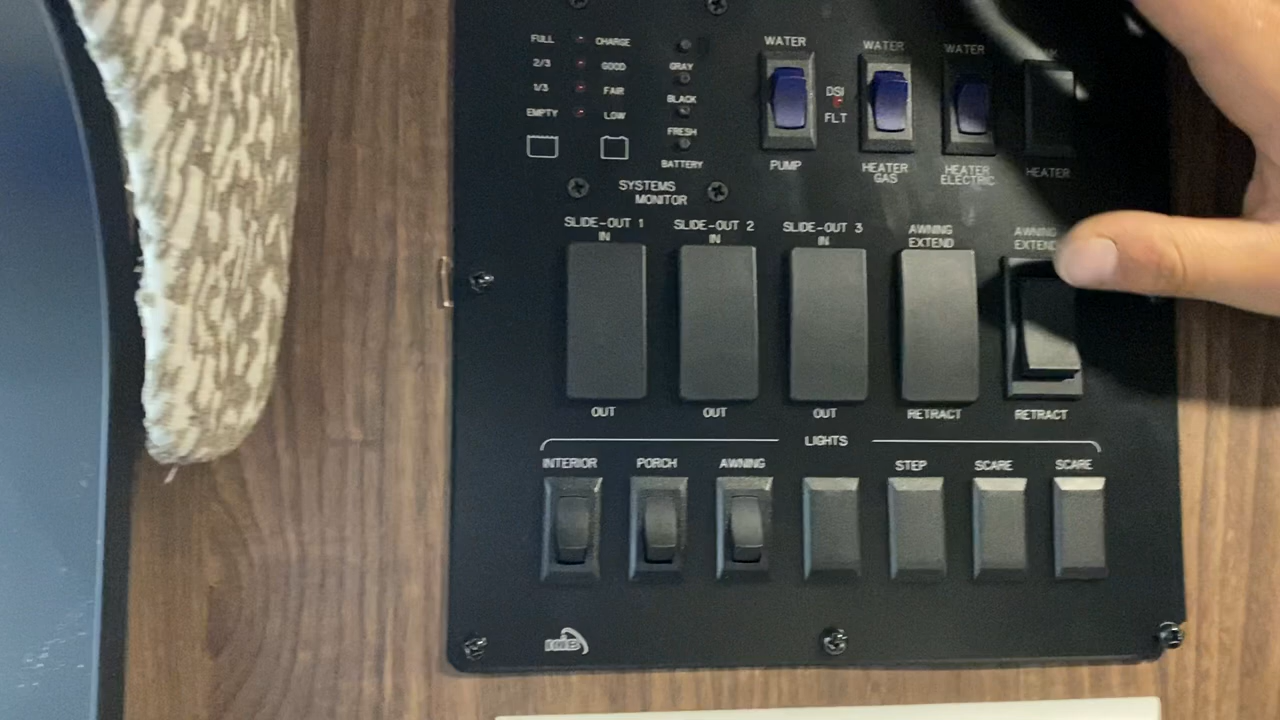 FULL
CHARGE
2/3
GOOD
1/3
FAIR
EMPTY
LOW
GRAY
BLACK
FRESH
BATTERY
SYSTEMS
MONITOR
WATER
PUMP
DSI
FLT
WATER
HEATER
GAS
WATER
HEATER
ELECTRIC
HEATER
SLIDE-OUT 1
IN
OUT
SLIDE-OUT 2
IN
OUT
SLIDE-OUT 3
IN
OUT
AWNING
EXTEND
RETRACT
AWNING
EXTEND
RETRACT
LIGHTS
INTERIOR
PORCH
AWNING
STEP
SCARE
SCARE